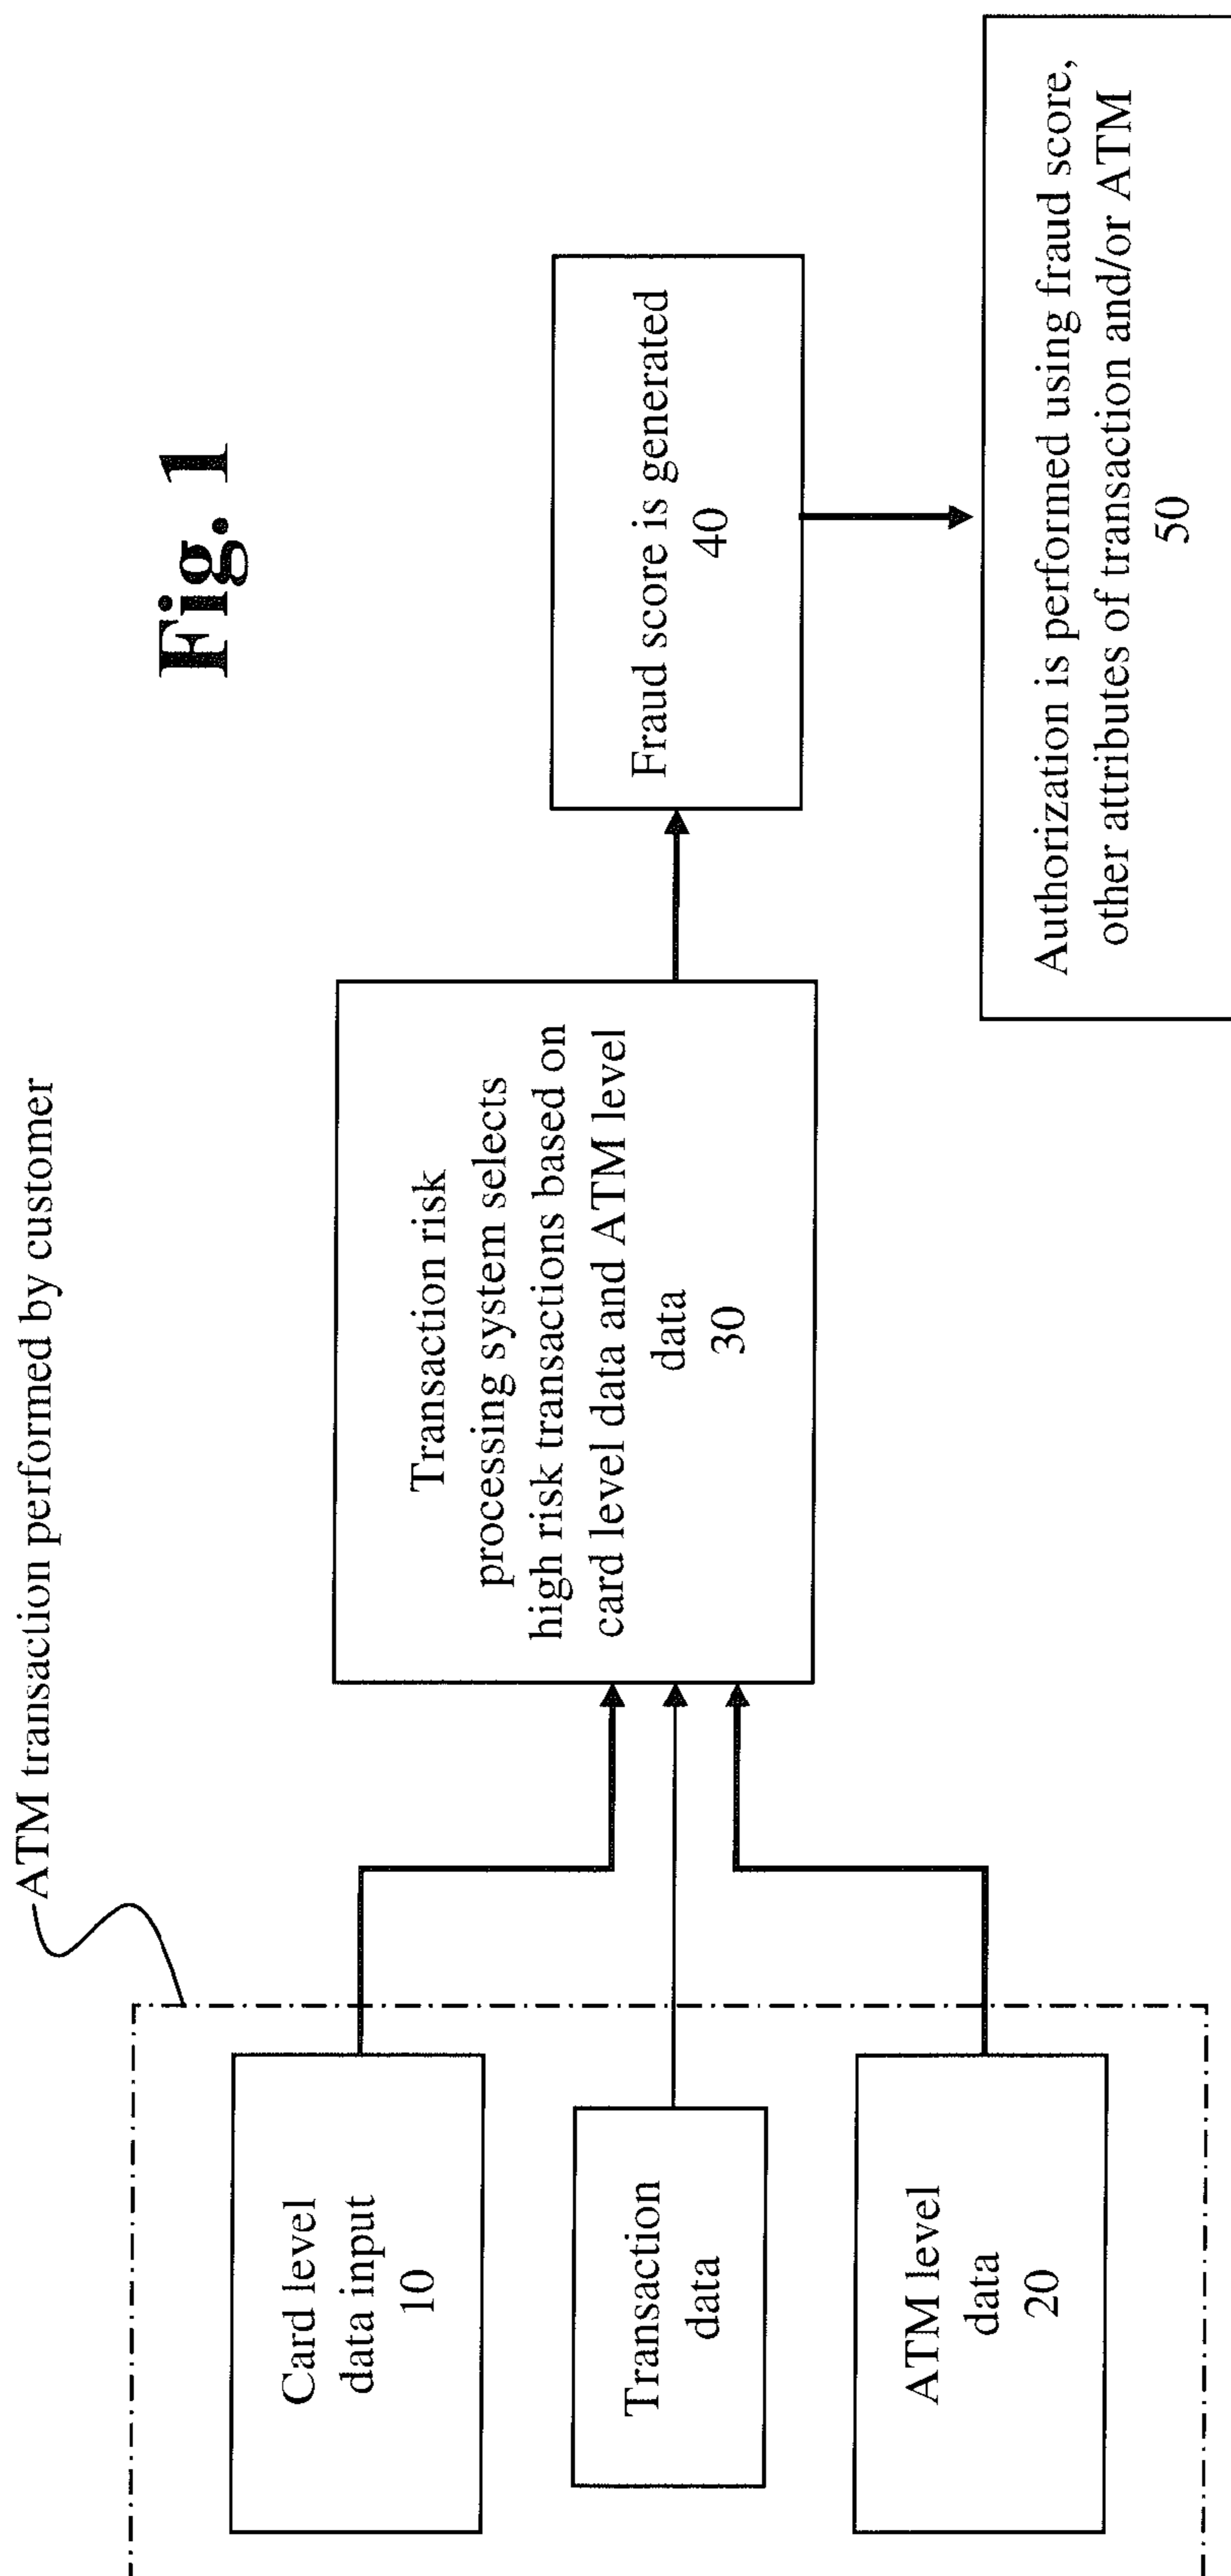 Fig. 1
ATM transaction performed by customer
Card level
data input
10
Transaction
data
ATM level
data
20
Transaction risk
processing system selects
high risk transactions based on
card level data and ATM level
data
30
Fraud score is generated
40
Authorization is performed using fraud score,
other attributes of transaction and/or ATM
50